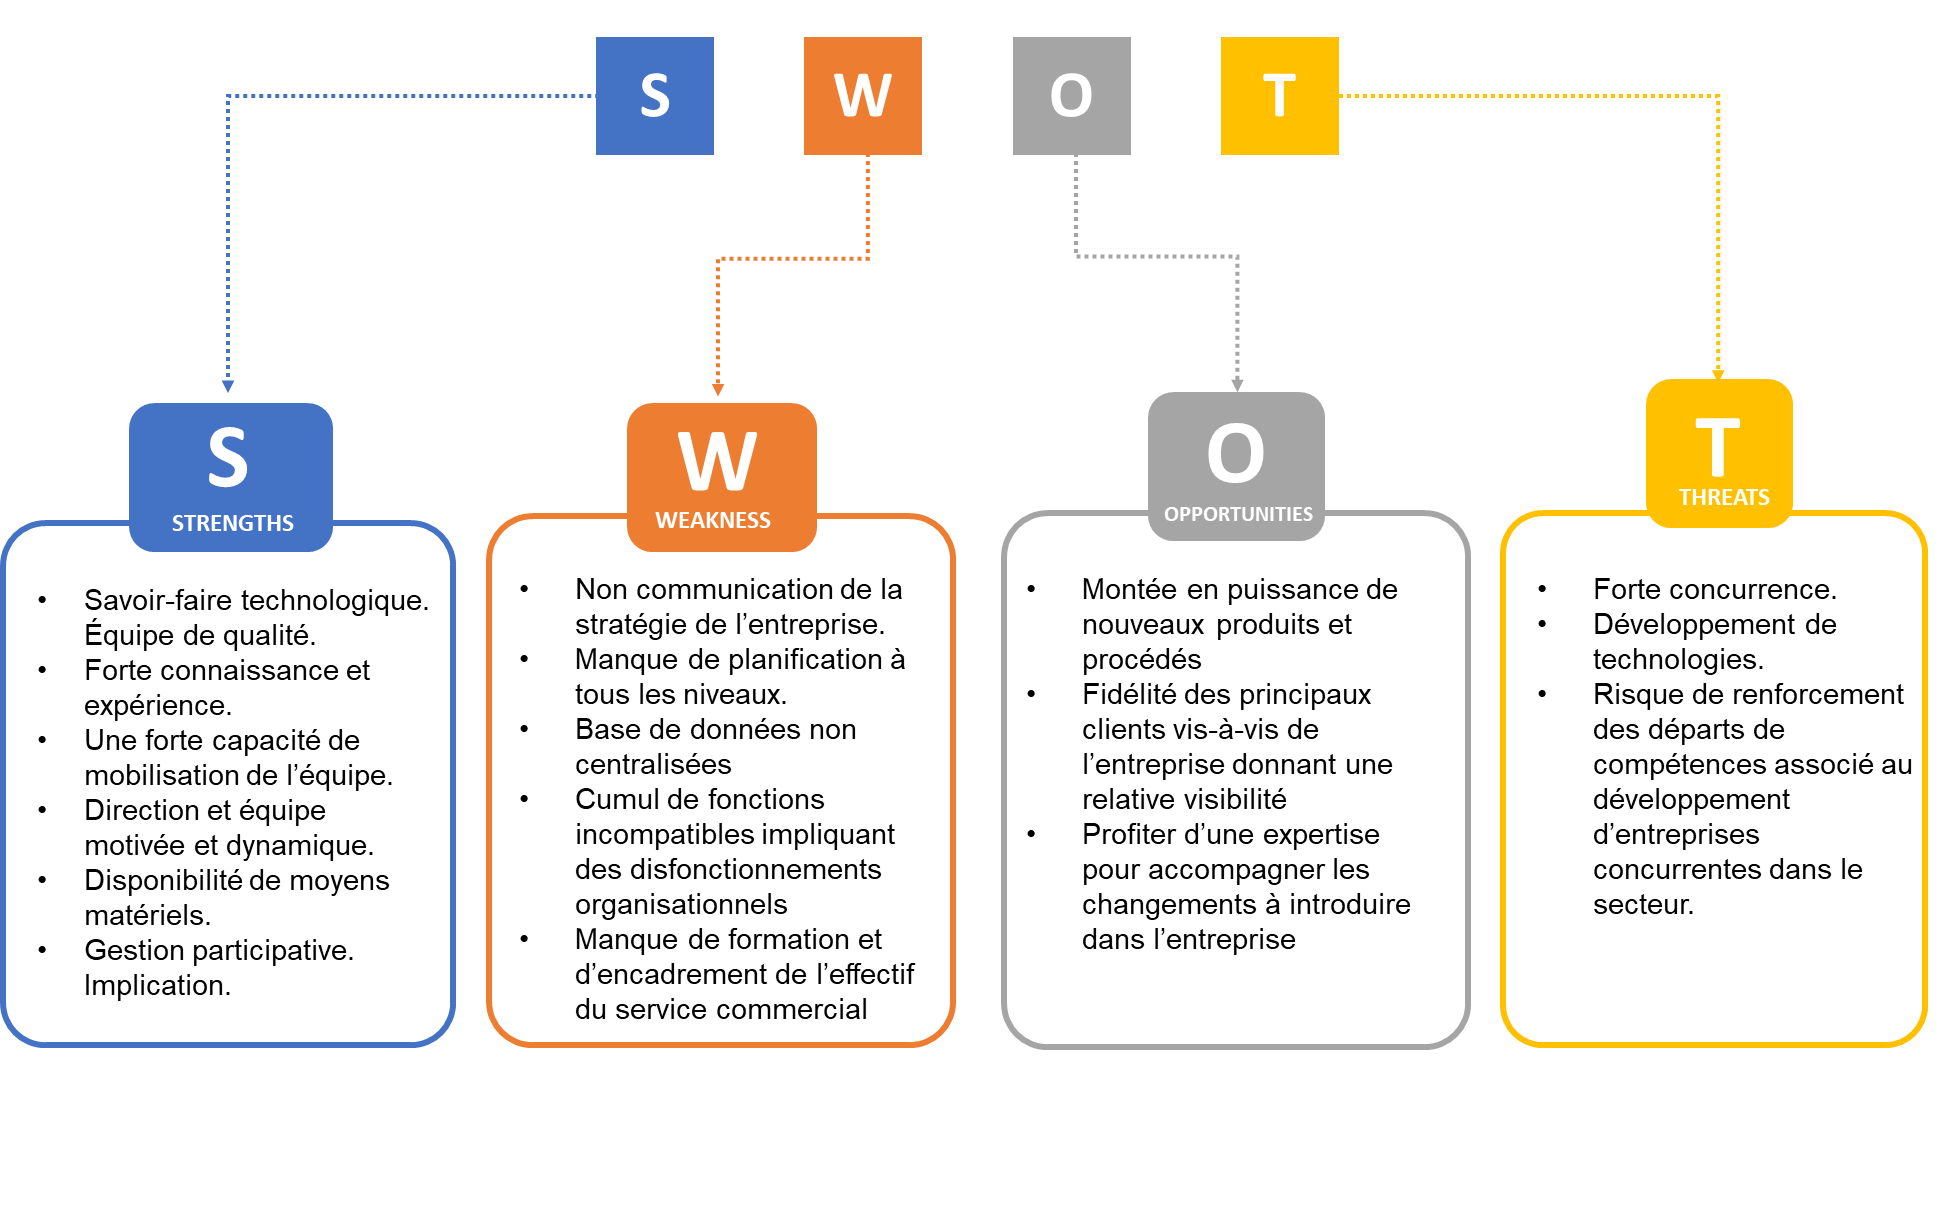 S
W
O
T
S
STRENGTHS
• Savoir-faire technologique.
Équipe de qualité.
• Forte connaissance et
expérience.
• Une forte capacité de
mobilisation de l’équipe.
• Direction et équipe
motivée et dynamique.
• Disponibilité de moyens
matériels.
• Gestion participative.
Implication.
W
WEAKNESS
• Non communication de la
stratégie de l’entreprise.
• Manque de planification à
tous les niveaux.
• Base de données non
centralisées
• Cumul de fonctions
incompatibles impliquant
des disfonctionnements
organisationnels
• Manque de formation et
d’encadrement de l’effectif
du service commercial
O
OPPORTUNITIES
• Montée en puissance de
nouveaux produits et
procédés
• Fidélité des principaux
clients vis-à-vis de
l’entreprise donnant une
relative visibilité
• Profiter d’une expertise
pour accompagner les
changements à introduire
dans l’entreprise
T
THREATS
• Forte concurrence.
• Développement de
technologies.
• Risque de renforcement
des départs de
compétences associé au
développement
d’entreprises
concurrentes dans le
secteur.